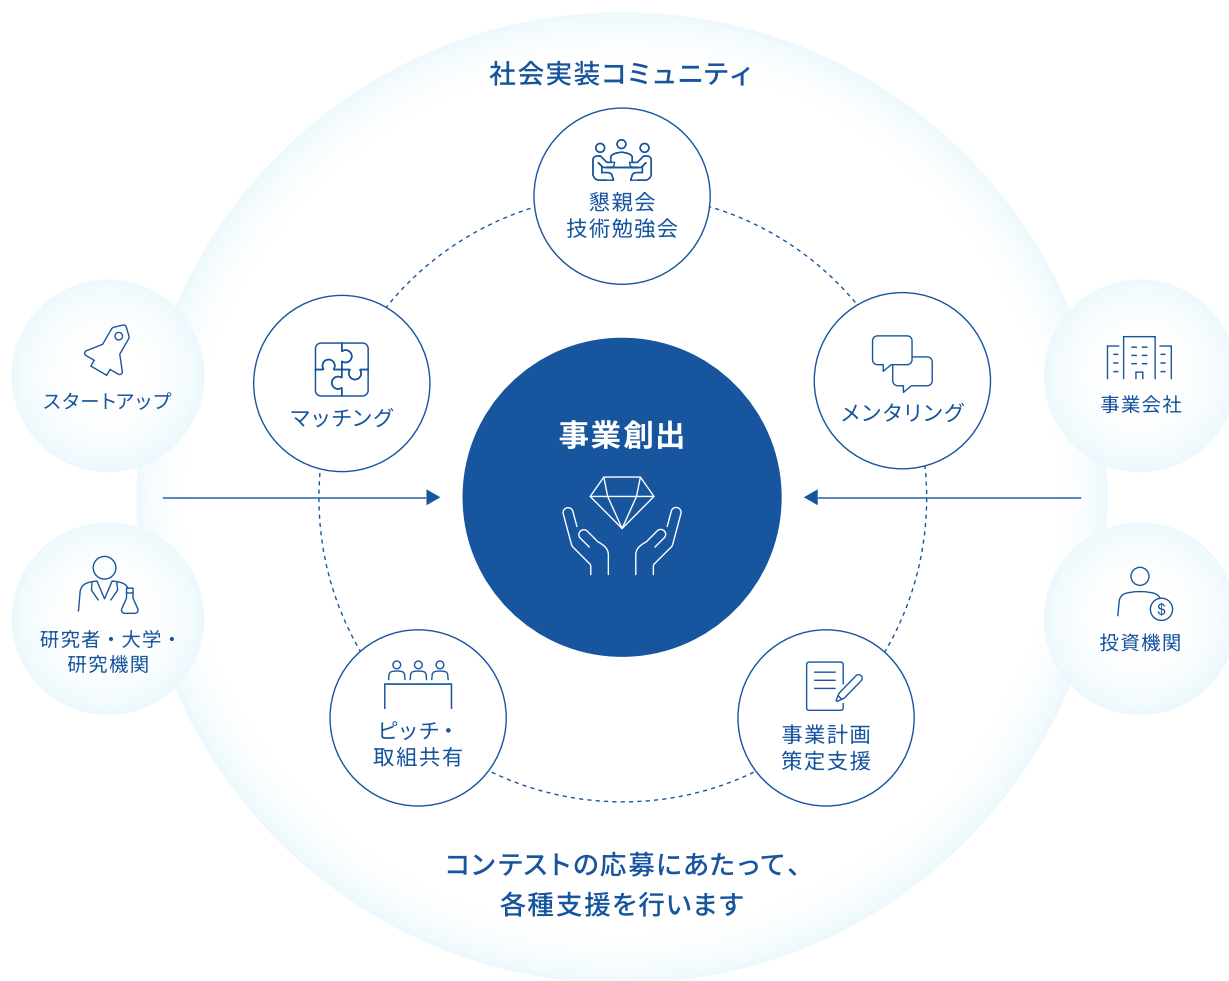 社会実装コミュニティ
懇親会
技術勉強会
マッチング
メンタリング
スタートアップ
事業会社
事業創出
研究者・大学・
研究機関
投資機関
$
ピッチ・
取組共有
事業計画
策定支援
コンテストの応募にあたって、
各種支援を行います